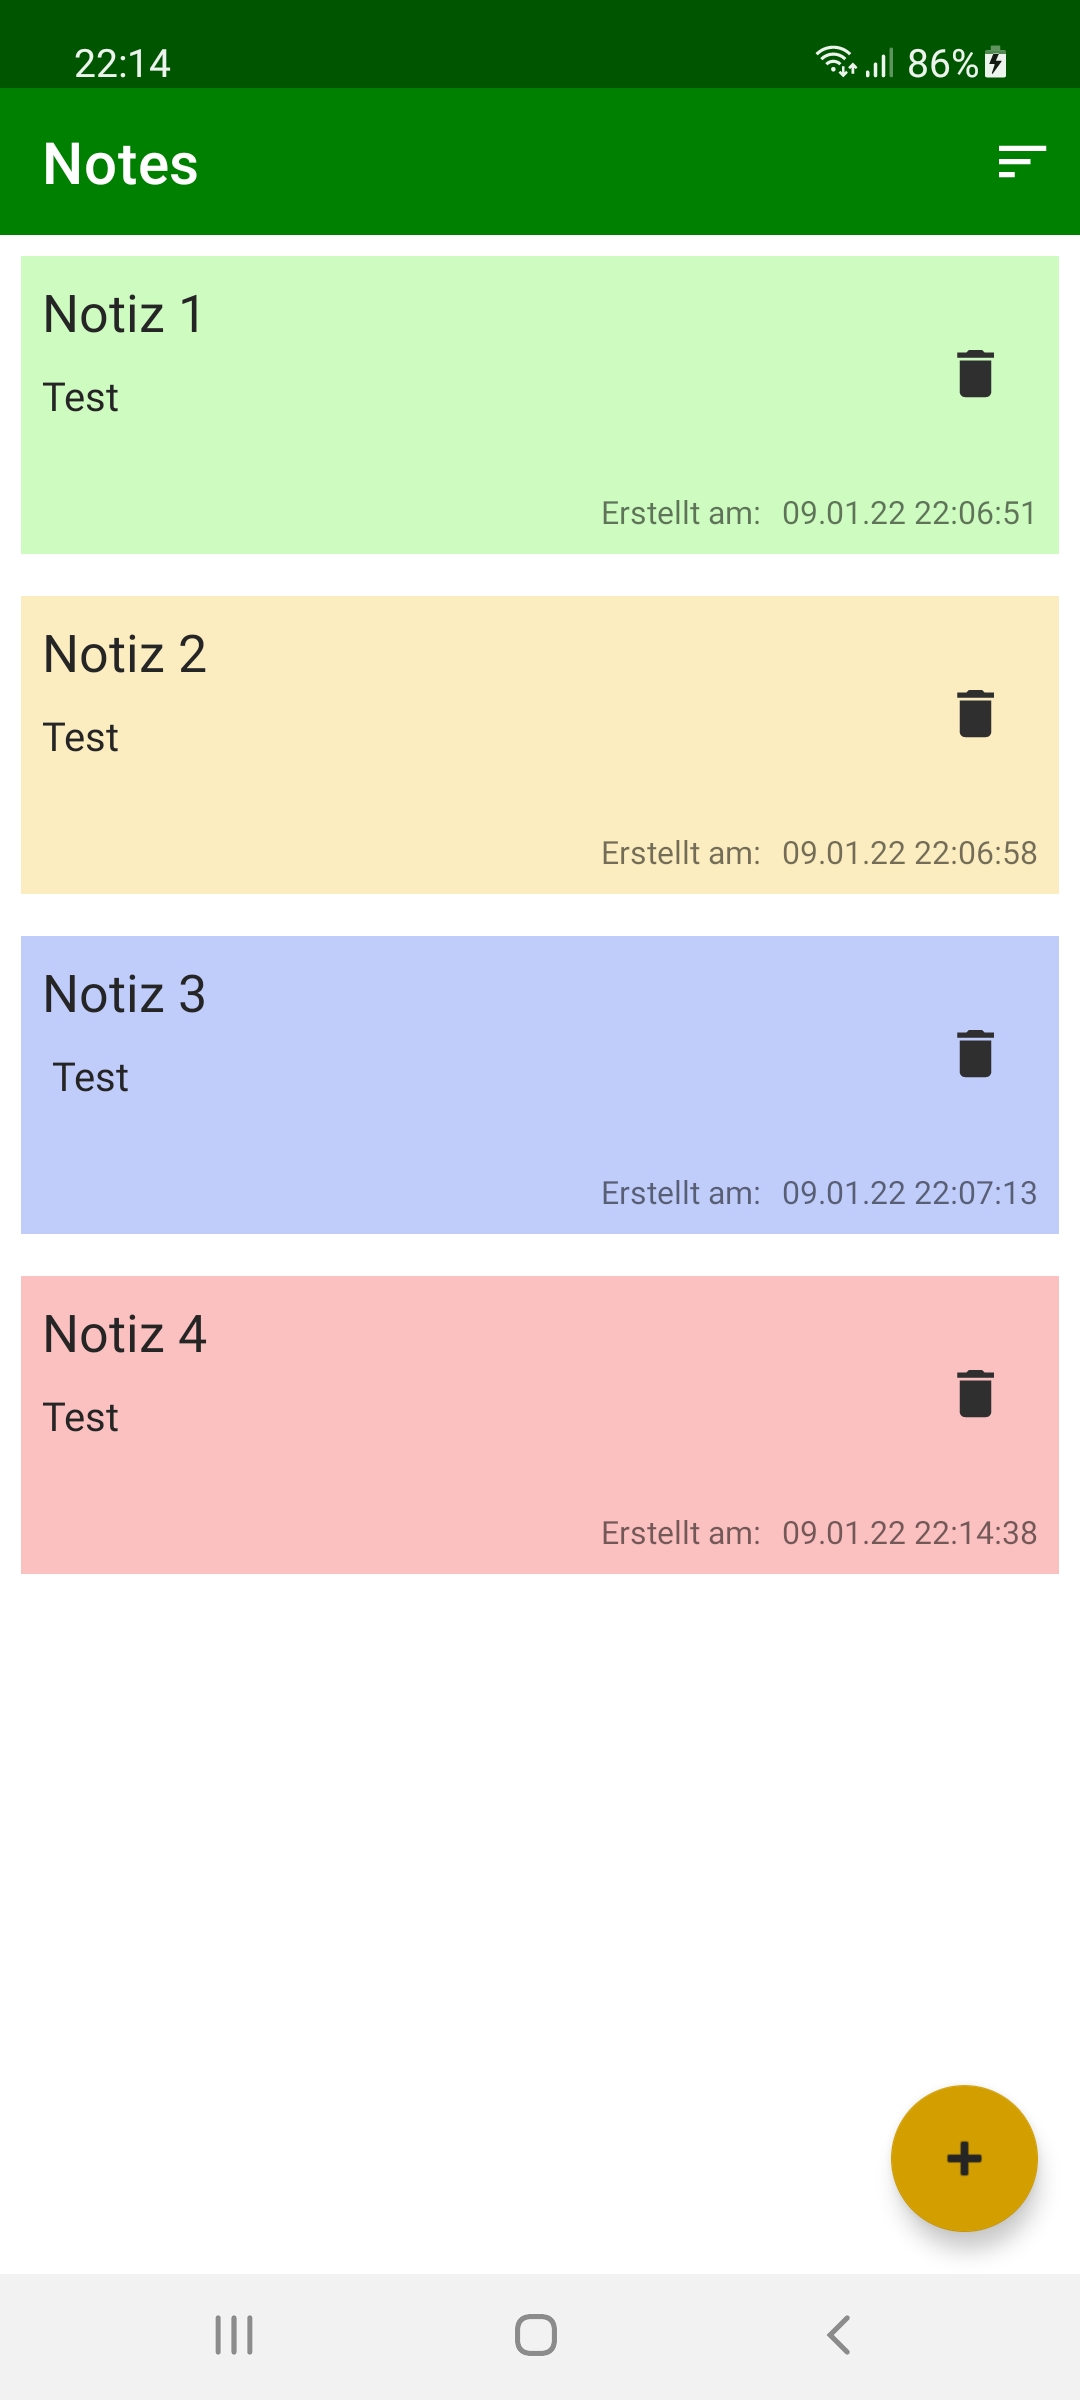 22:14 86%
Notes
Notiz 1
Test
Erstellt am: 09.01.22 22:06:51
Notiz 2
Test
Erstellt am: 09.01.22 22:06:58
Notiz 3
Test
Erstellt am: 09.01.22 22:07:13
Notiz 4
Test
Erstellt am: 09.01.22 22:14:38